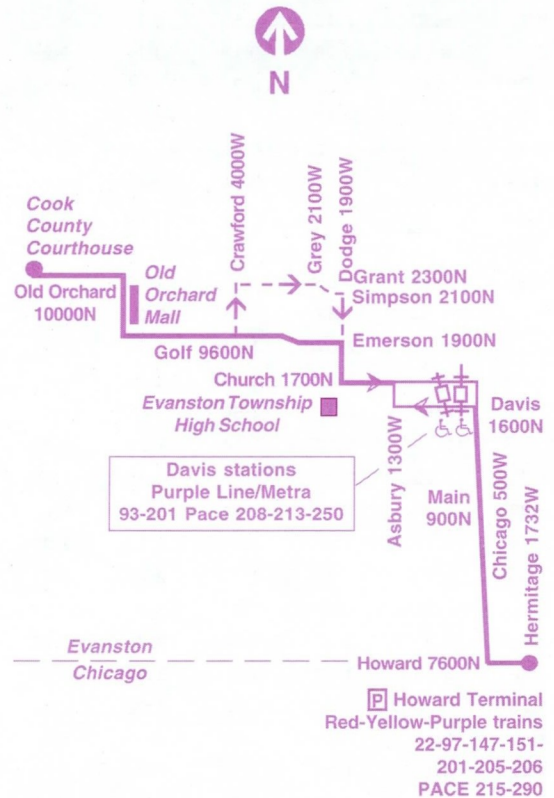 N
Crawford 4000W
Grey 2100W
Dodge 1900W
Cook
County
Courthouse
Old Orchard
10000N
Old
Orchard
Mall
Grant 2300N
Simpson 2100N
Golf 9600N
Emerson 1900N
Church 1700N
Evanston Township
High School
Davis
1600N
Asbury 1300W
Davis stations
Purple Line/Metra
93-201 Pace 208-213-250
Main
900N
Chicago 500W
Hermitage 1732W
Evanston
Chicago
Howard 7600N
P Howard Terminal
Red-Yellow-Purple trains
22-97-147-151-
201-205-206
PACE 215-290